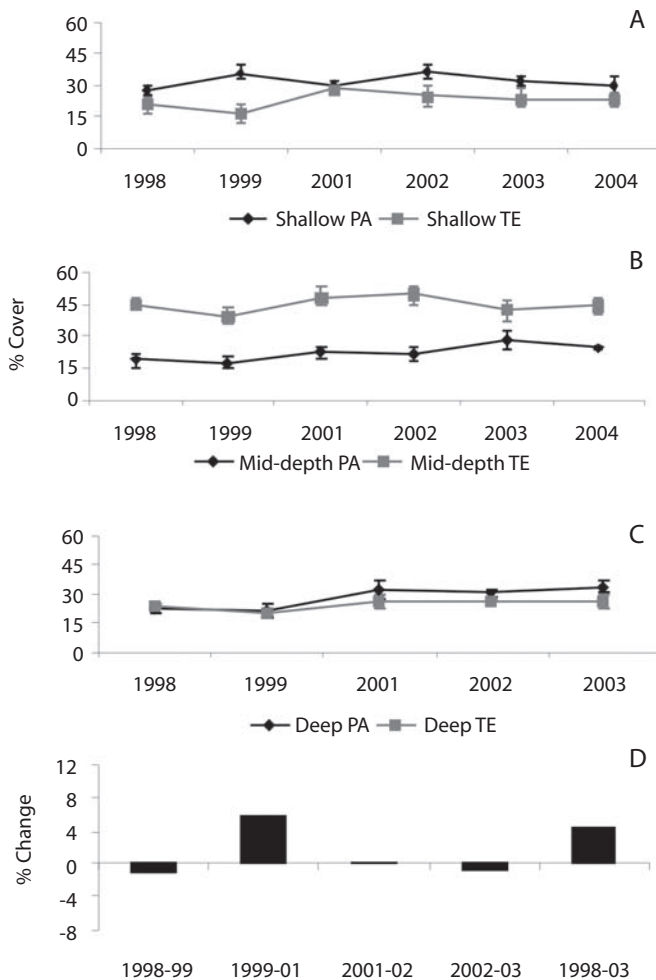 A
60
45
30
15
0
1998 1999 2001 2002 2003 2004
Shallow PA Shallow TE
B
60
45
30
15
0
% Cover
1998 1999 2001 2002 2003 2004
Mid-depth PA Mid-depth TE
C
60
45
30
15
0
1998 1999 2001 2002 2003
Deep PA Deep TE
D
12
8
4
0
-4
-8
% Change
1998-99 1999-01 2001-02 2002-03 1998-03